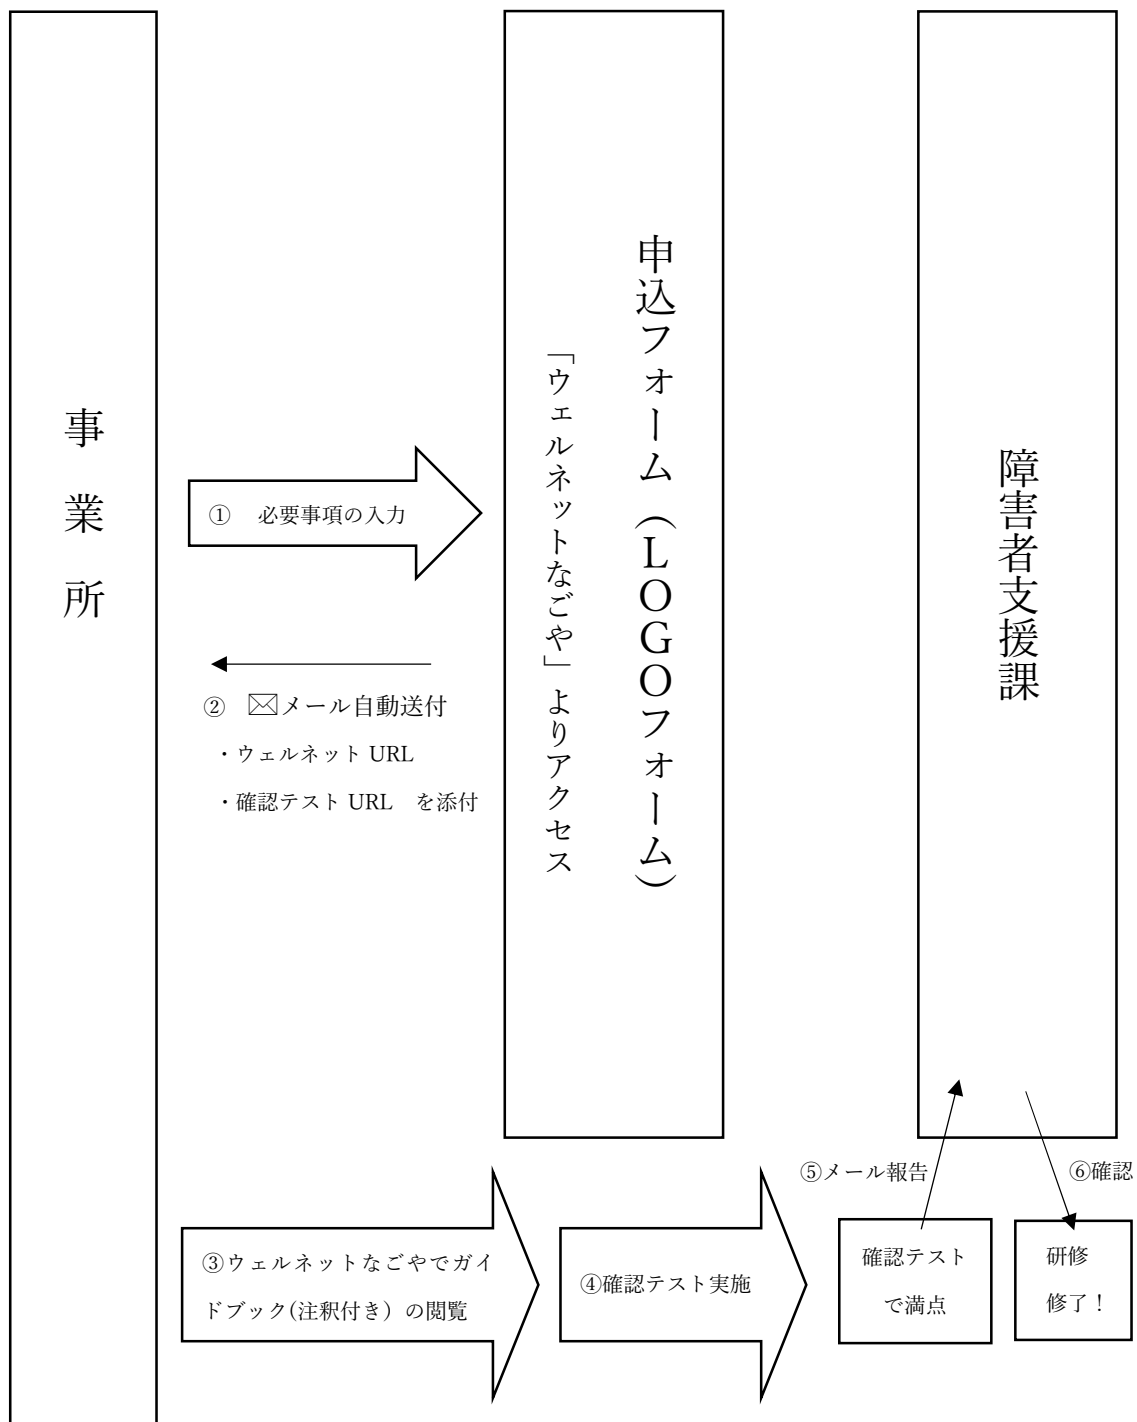 事業所
① 必要事項の入力
② ✉メール自動送付
・ウェルネット URL
・確認テスト URL を添付
申込フォーム（LOGOフォーム）
「ウェルネットなごや」よりアクセス
障害者支援課
③ウェルネットなごやでガイ
ドブック(注釈付き）の閲覧
④確認テスト実施
⑤メール報告
確認テスト
で満点
⑥確認
研修
修了！